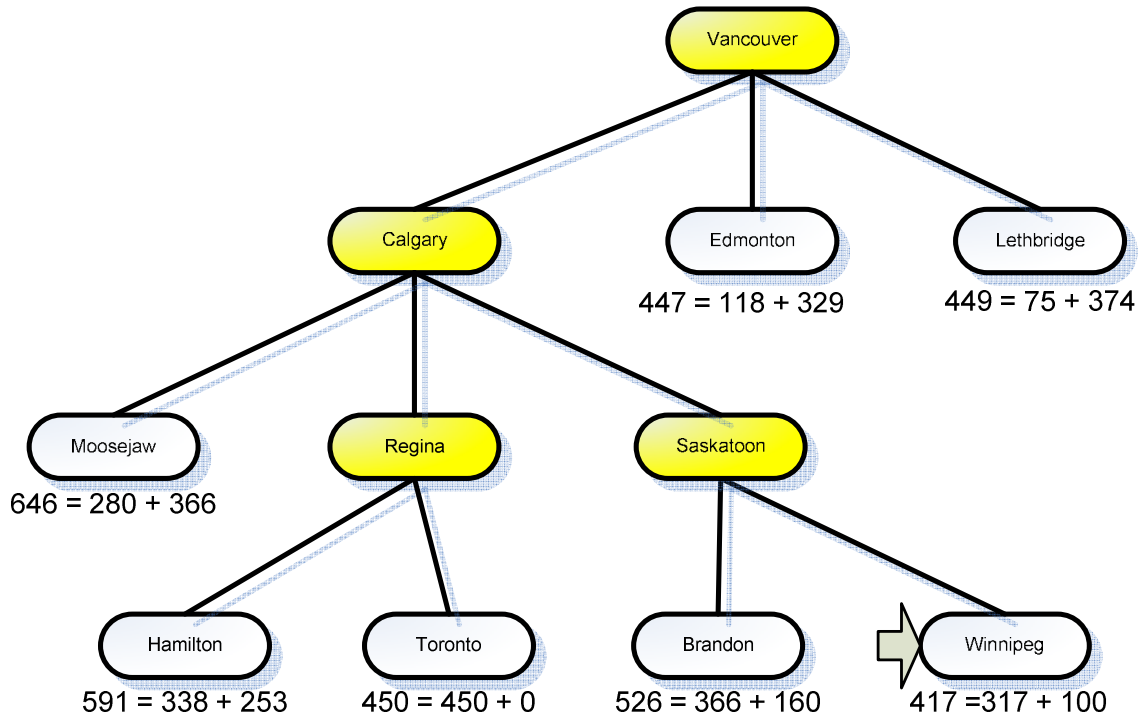 Vancouver
Calgary
Edmonton
Lethbridge
447 = 118 + 329
449 = 75 + 374
Moosejaw
Regina
Saskatoon
646 = 280 + 366
Hamilton
Toronto
Brandon
Winnipeg
591 = 338 + 253
450 = 450 + 0
526 = 366 + 160
417 =317 + 100